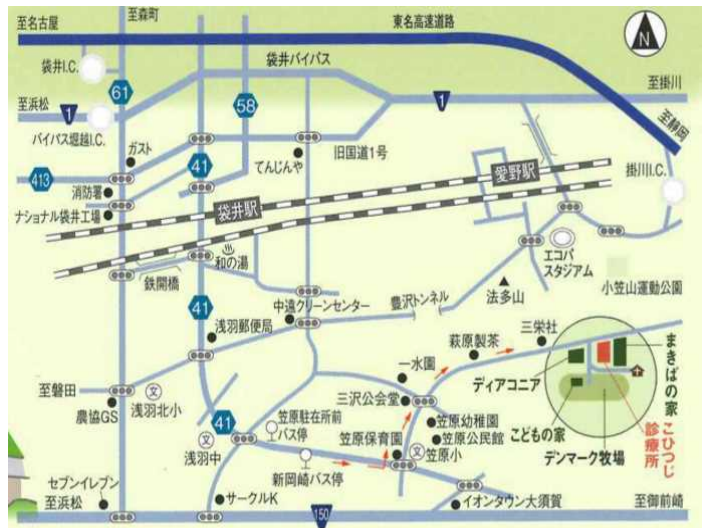 至名古屋
至森町
東名高速道路
N
袋井I.C.
袋井バイパス
至掛川
61
58
1
1
至浜松
至静岡
バイパス堀越I.C.
ガスト
41
てんじんや
旧国道1号
413
消防署
愛野駅
掛川I.C.
ナショナル袋井工場
袋井駅
和の湯
エコパ
スタジアム
鉄開橋
法多山
小笠山運動公園
41
中遠クリーンセンター
豊沢トンネル
浅羽郵便局
三栄社
萩原製茶
まきばの家
一水園
ディアコニア
至磐田
文
浅羽北小
農協GS
三沢公会堂
こひつじ
診療所
41
笠原駐在所前
バス停
笠原幼稚園
笠原公民館
こどもの家
文
浅羽中
笠原保育園
文
笠原小
デンマーク牧場
新岡崎バス停
セブンイレブン
至浜松
サークルK
イオンタウン大須賀
至御前崎
150